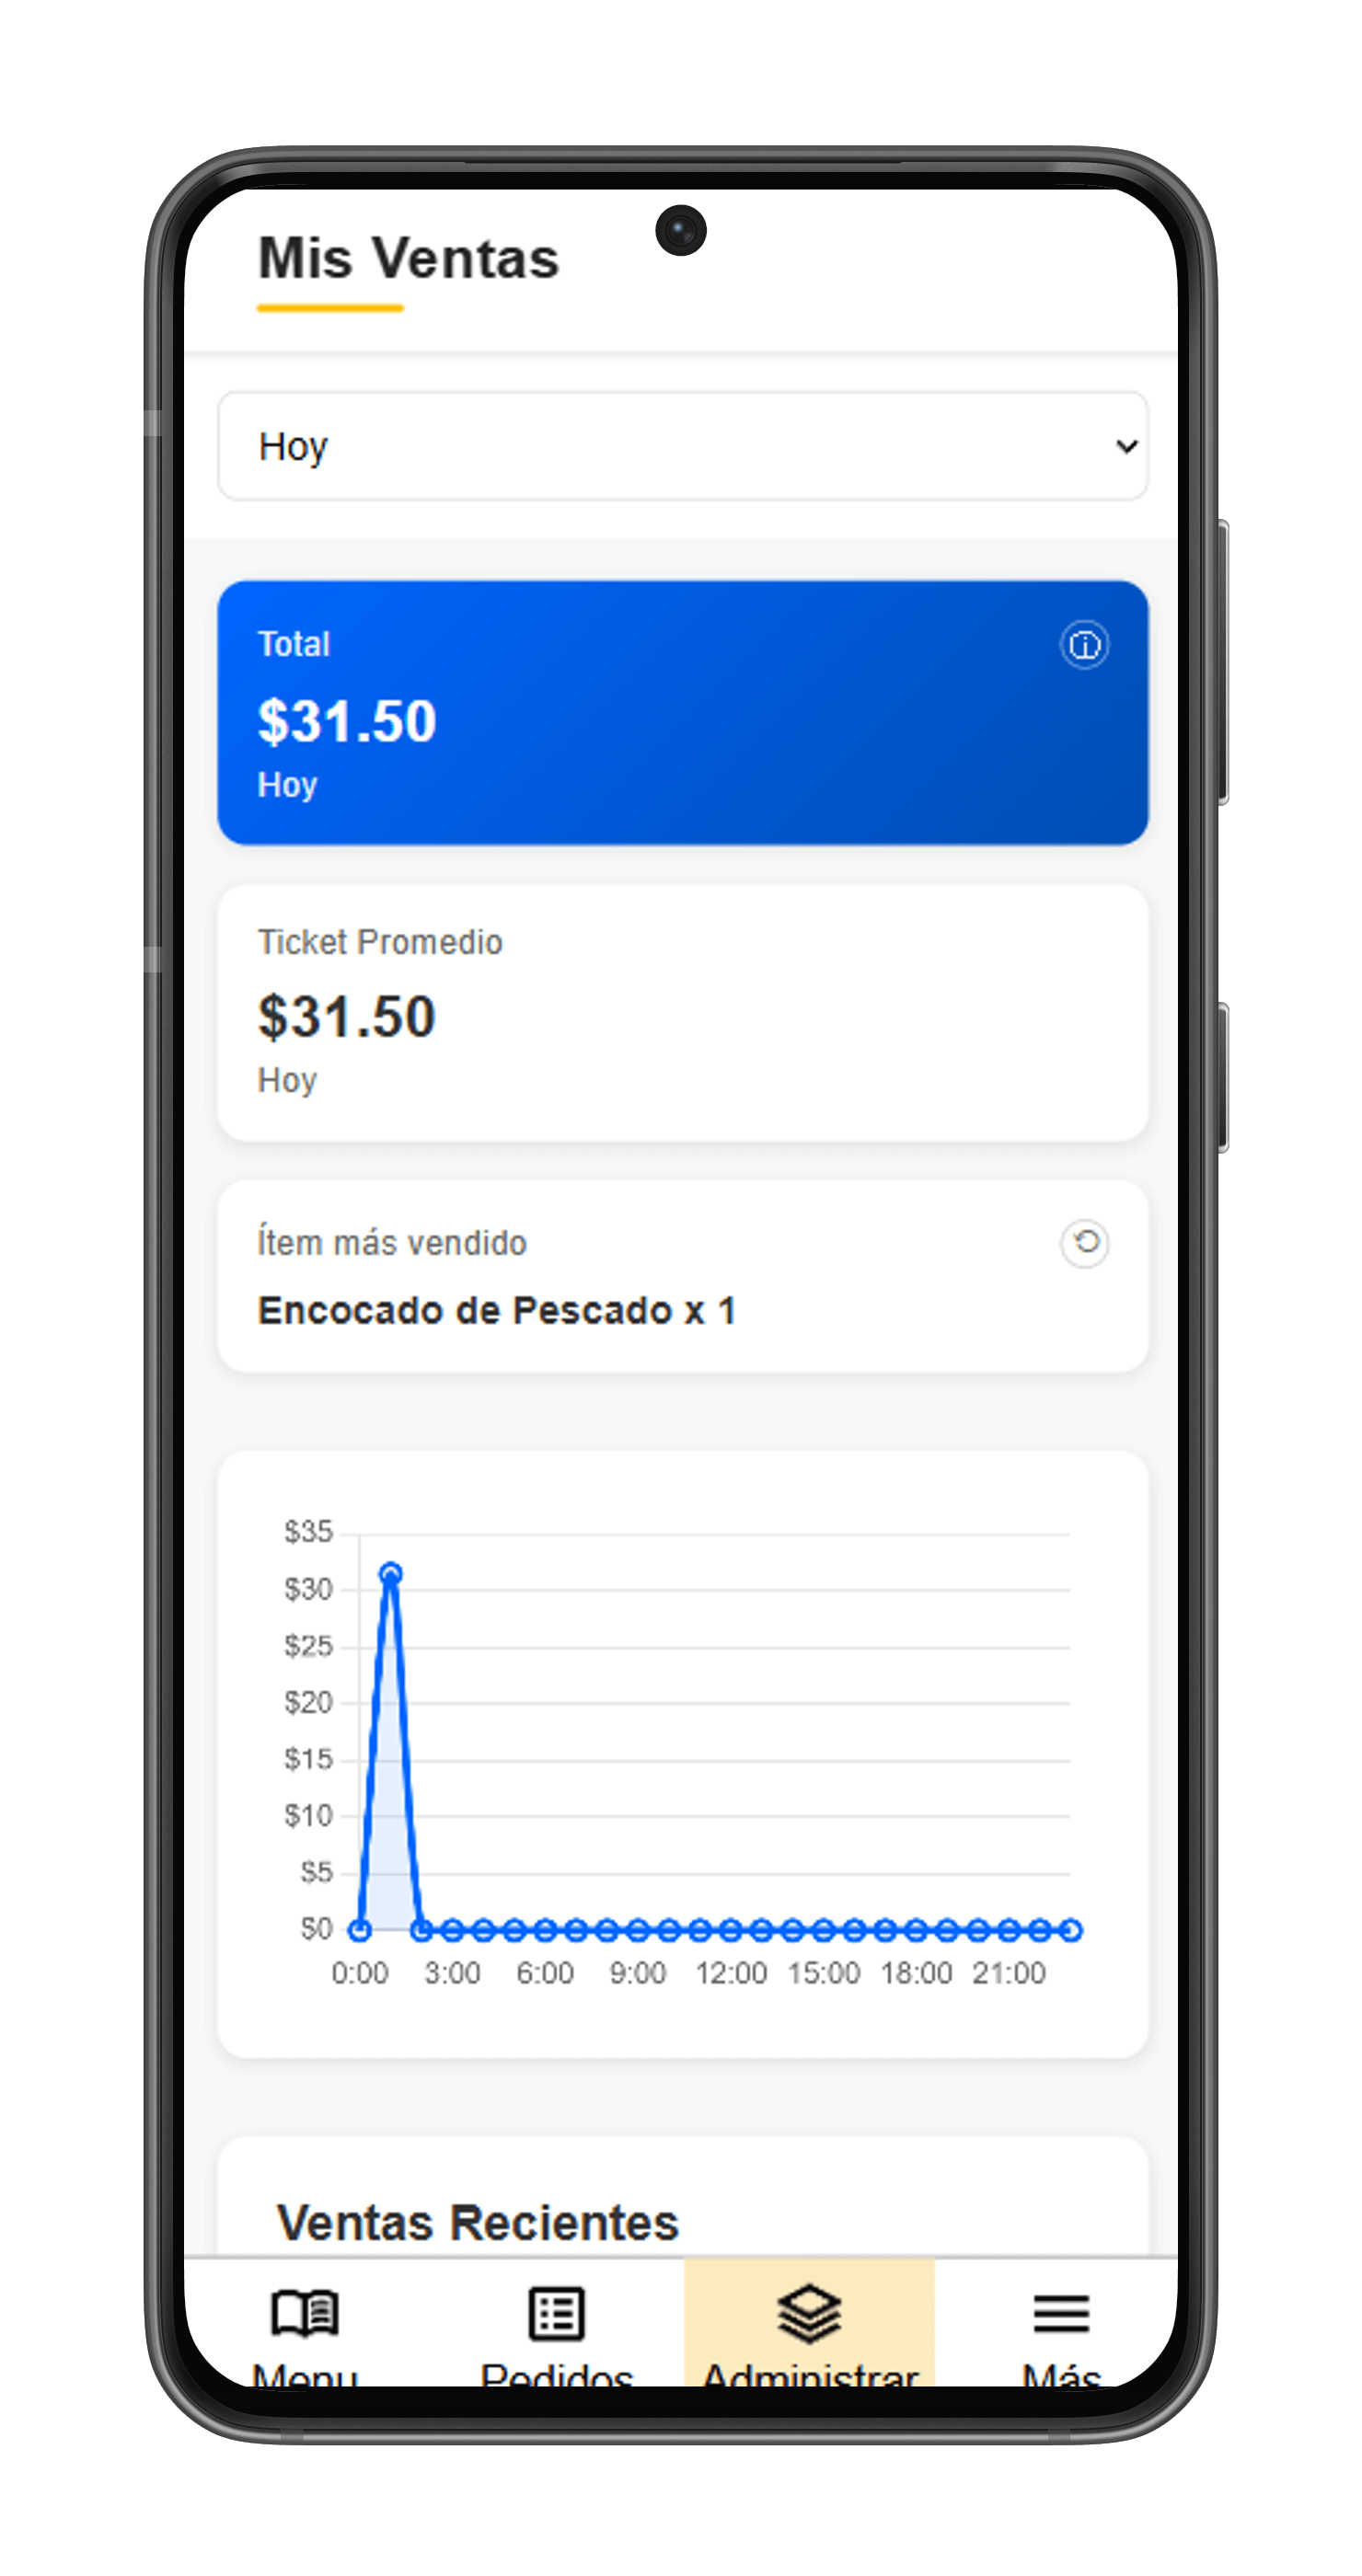 Mis Ventas
Hoy
Total
$31.50
Hoy
Ticket Promedio
$31.50
Hoy
Ítem más vendido
Encocado de Pescado x 1
$35
$30
$25
$20
$15
$10
$5
$0
0:00 3:00 6:00 9:00 12:00 15:00 18:00 21:00
Ventas Recientes
Menu Pedidos Administrar Más